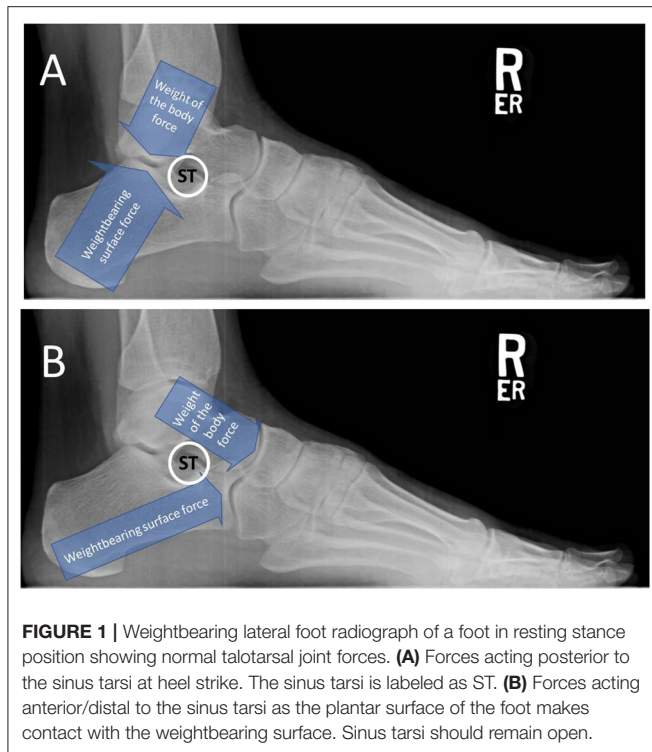 A
Weight of
the body
force
Weightbearing
surface force
ST
R
ER
B
Weight
of the
body
force
ST
Weightbearing surface force
R
ER
FIGURE 1 | Weightbearing lateral foot radiograph of a foot in resting stance
position showing normal talotarsal joint forces. (A) Forces acting posterior to
the sinus tarsi at heel strike. The sinus tarsi is labeled as ST. (B) Forces acting
anterior/distal to the sinus tarsi as the plantar surface of the foot makes
contact with the weightbearing surface. Sinus tarsi should remain open.